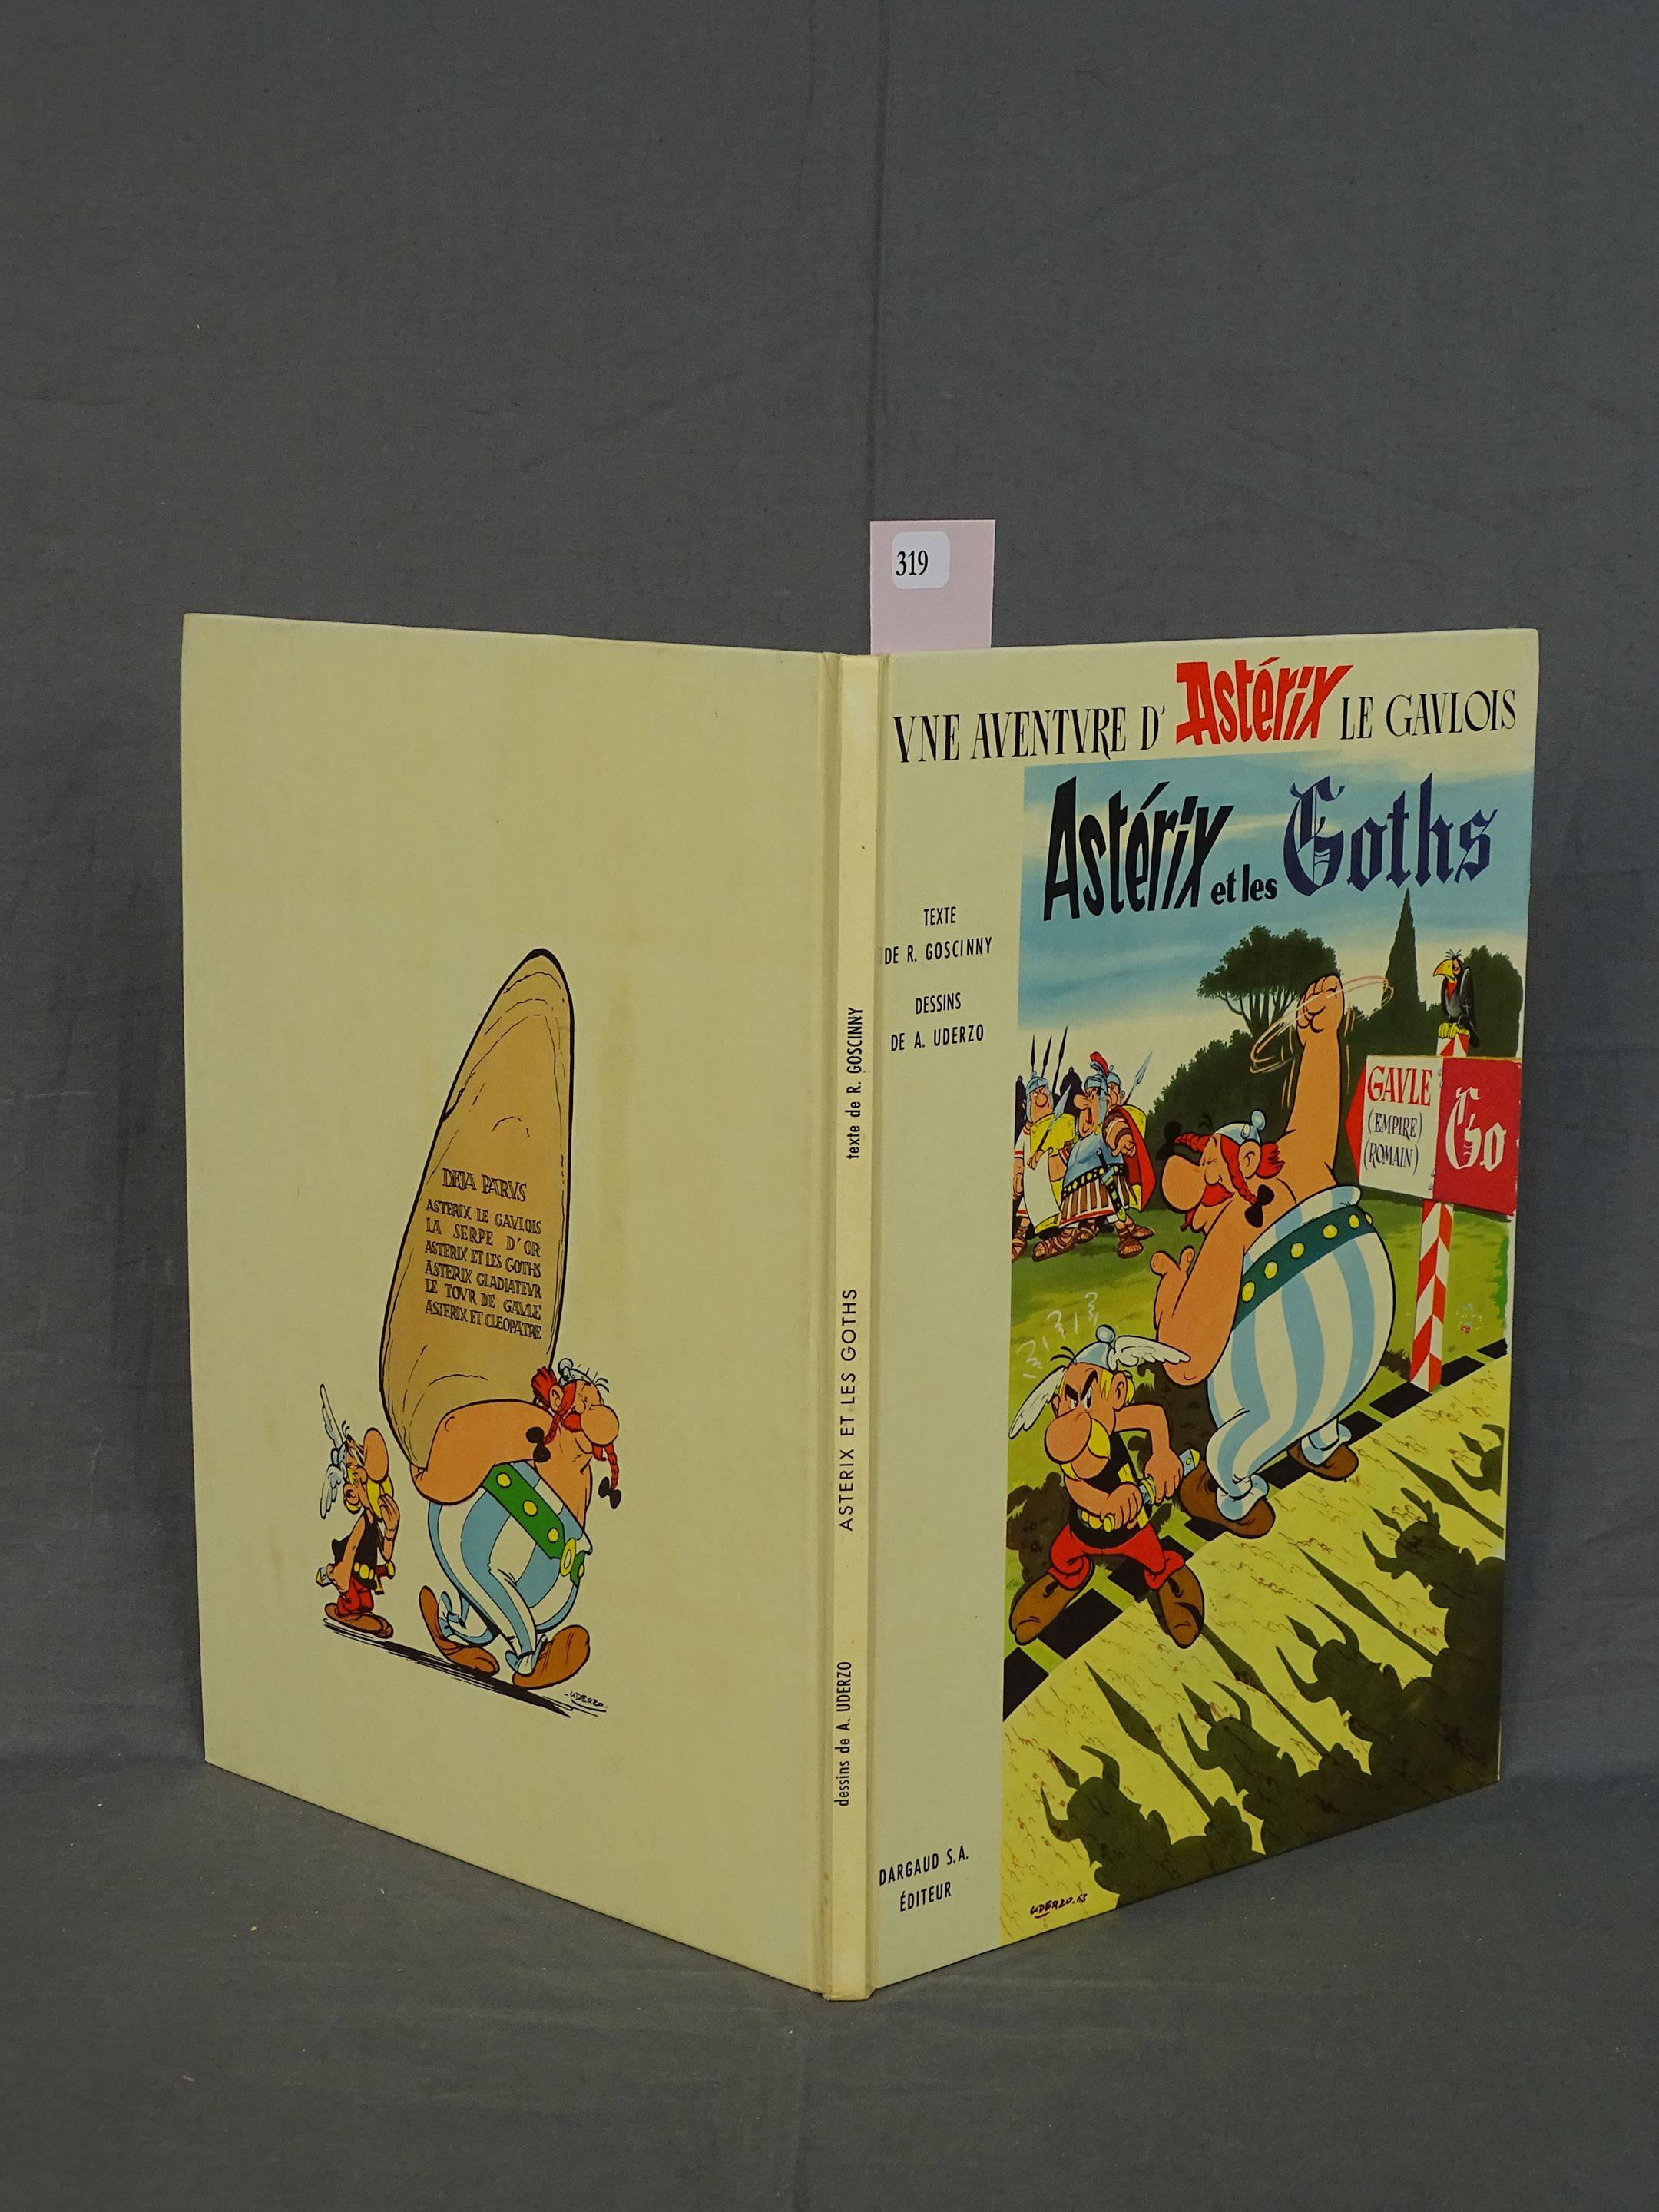 319
VNE AVENTVRE D' Astérix LE GAVLOIS
Astérix et les Goths
TEXTE
DE R. GOSCINNY
DESSINS
DE A. UDERZO
GAVLE
(EMPIRE)
(ROMAIN)
Go
UDERZO.63
DARGAUD S.A.
ÉDITEUR
dessins de A. UDERZO ASTERIX ET LES GOTHS texte de R. GOSCINNY
DEJA PARVS
ASTERIX LE GAVLOIS
LA SERPE D'OR
ASTERIX ET LES GOTHS
ASTERIX GLADIATEVR
LE TOVR DE GAVLE
ASTERIX ET CLEOPATRE
UDERZO.